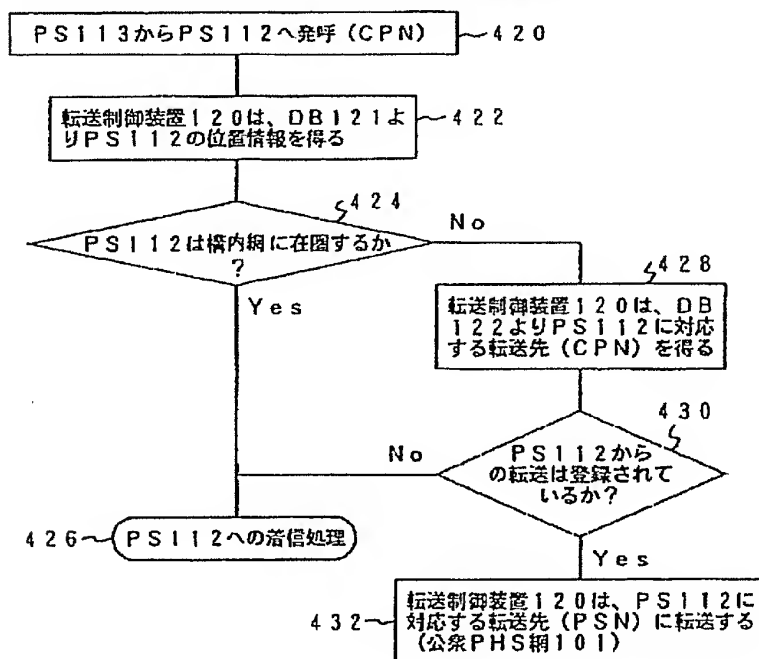 PS113からPS112へ発呼(CPN)
420
転送制御装置120は、DB121よ
りPS112の位置情報を得る
422
424
PS112は構内網に在圏するか
?
No
Yes
428
転送制御装置120は、DB
122よりPS112に対応
する転送先(CPN)を得る
430
PS112から
の転送は登録されて
いるか?
No
426
PS112への着信処理
Yes
432
転送制御装置120は、PS112に
対応する転送先(PSN)に転送する
(公衆PHS網101)